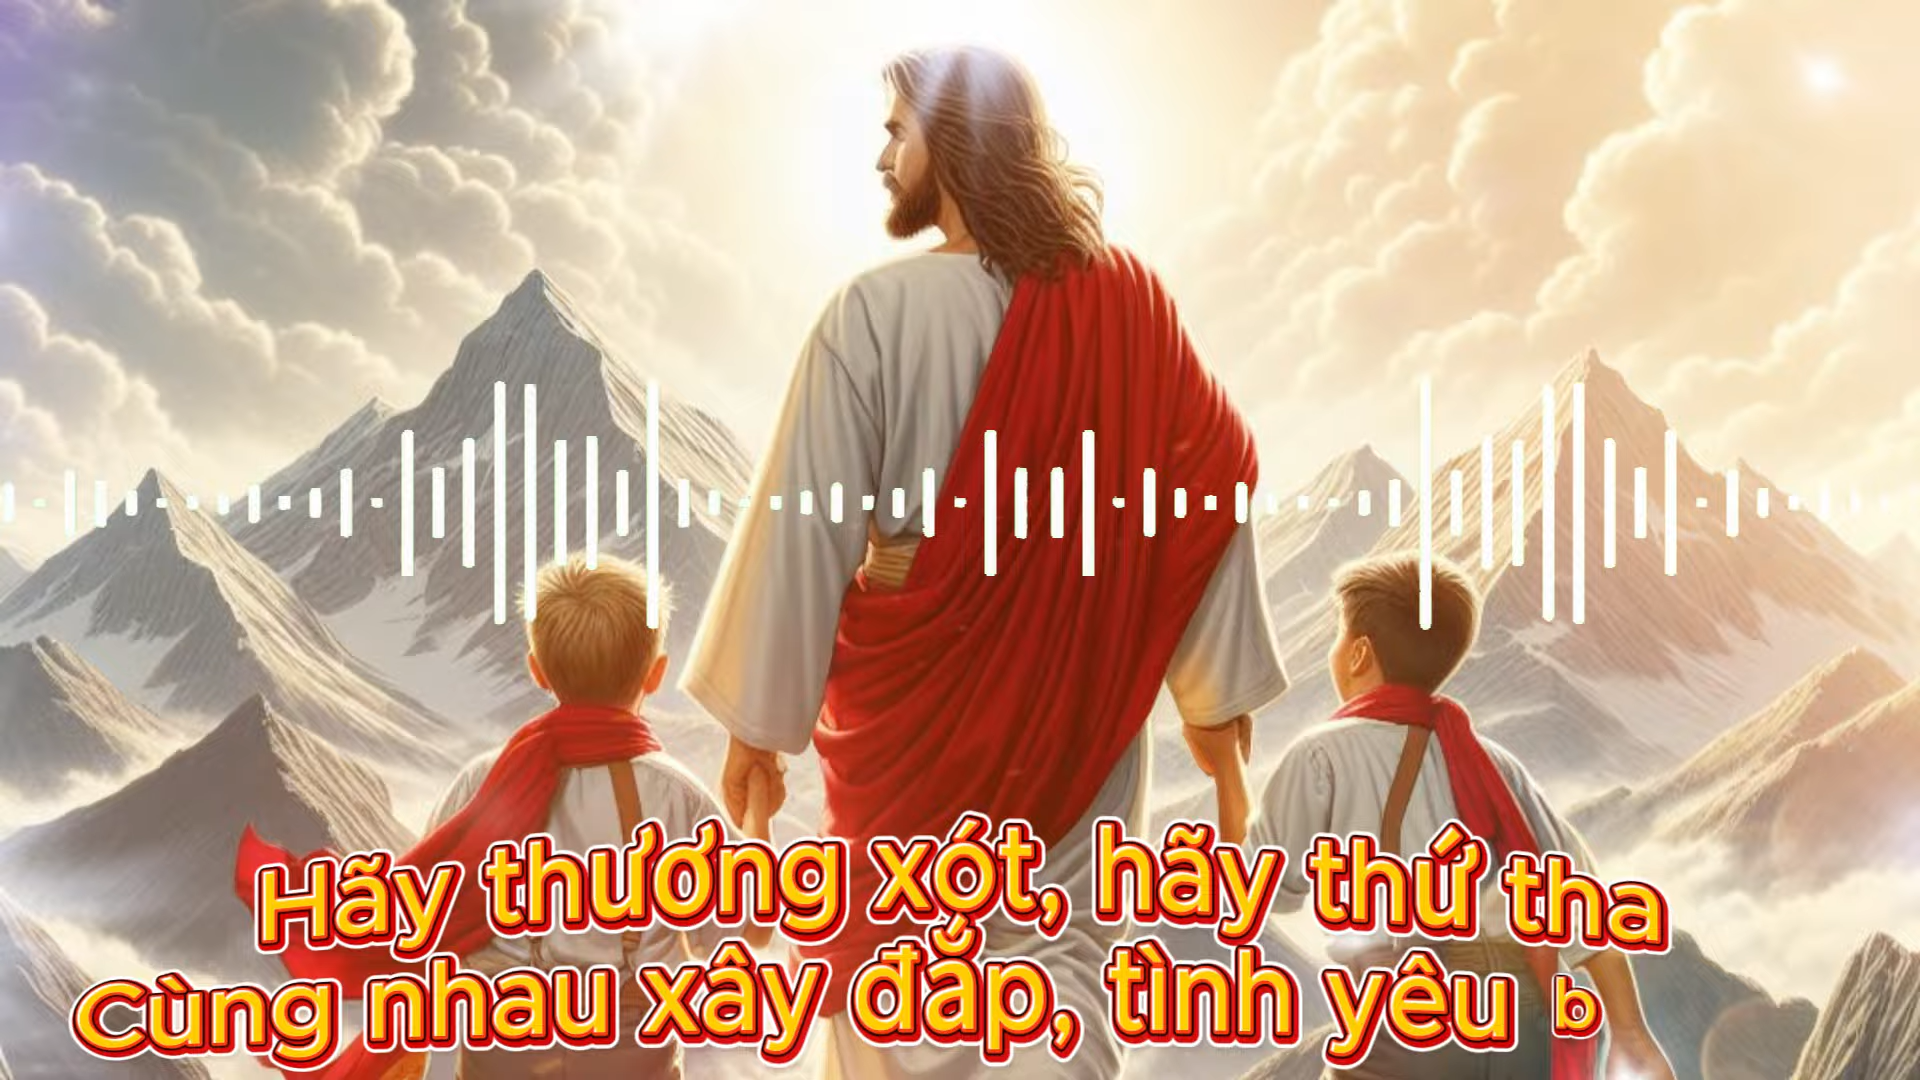 Hãy thương xót, hãy thứ tha
Cùng nhau xây đắp, tình yêu b